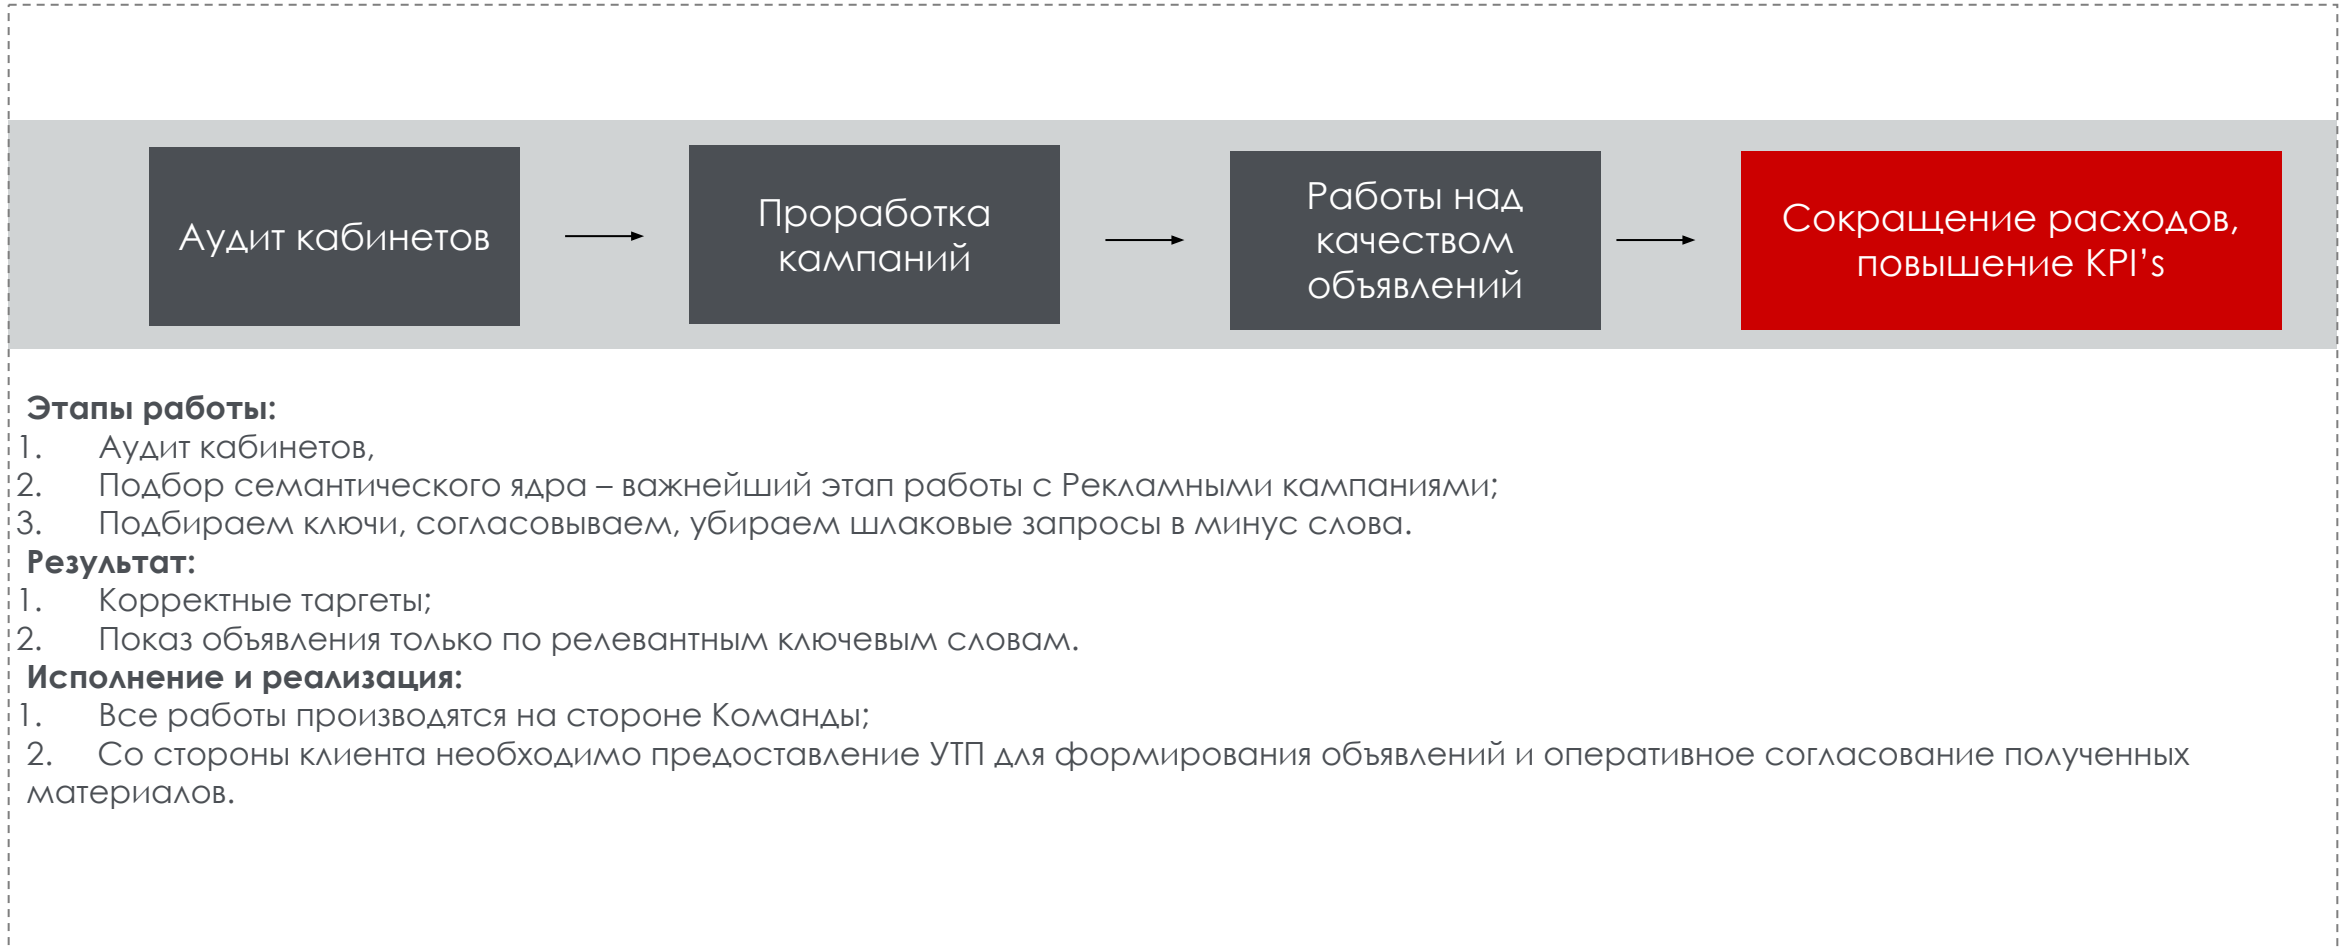 Аудит кабинетов
Проработка
кампаний
Работы над
качеством
объявлений
Сокращение расходов,
повышение KPI’s
Этапы работы:
1. Аудит кабинетов,
2. Подбор семантического ядра – важнейший этап работы с Рекламными кампаниями;
3. Подбираем ключи, согласовываем, убираем шлаковые запросы в минус слова.
Результат:
1. Корректные таргеты;
2. Показ объявления только по релевантным ключевым словам.
Исполнение и реализация:
1. Все работы производятся на стороне Команды;
2. Со стороны клиента необходимо предоставление УТП для формирования объявлений и оперативное согласование полученных
материалов.